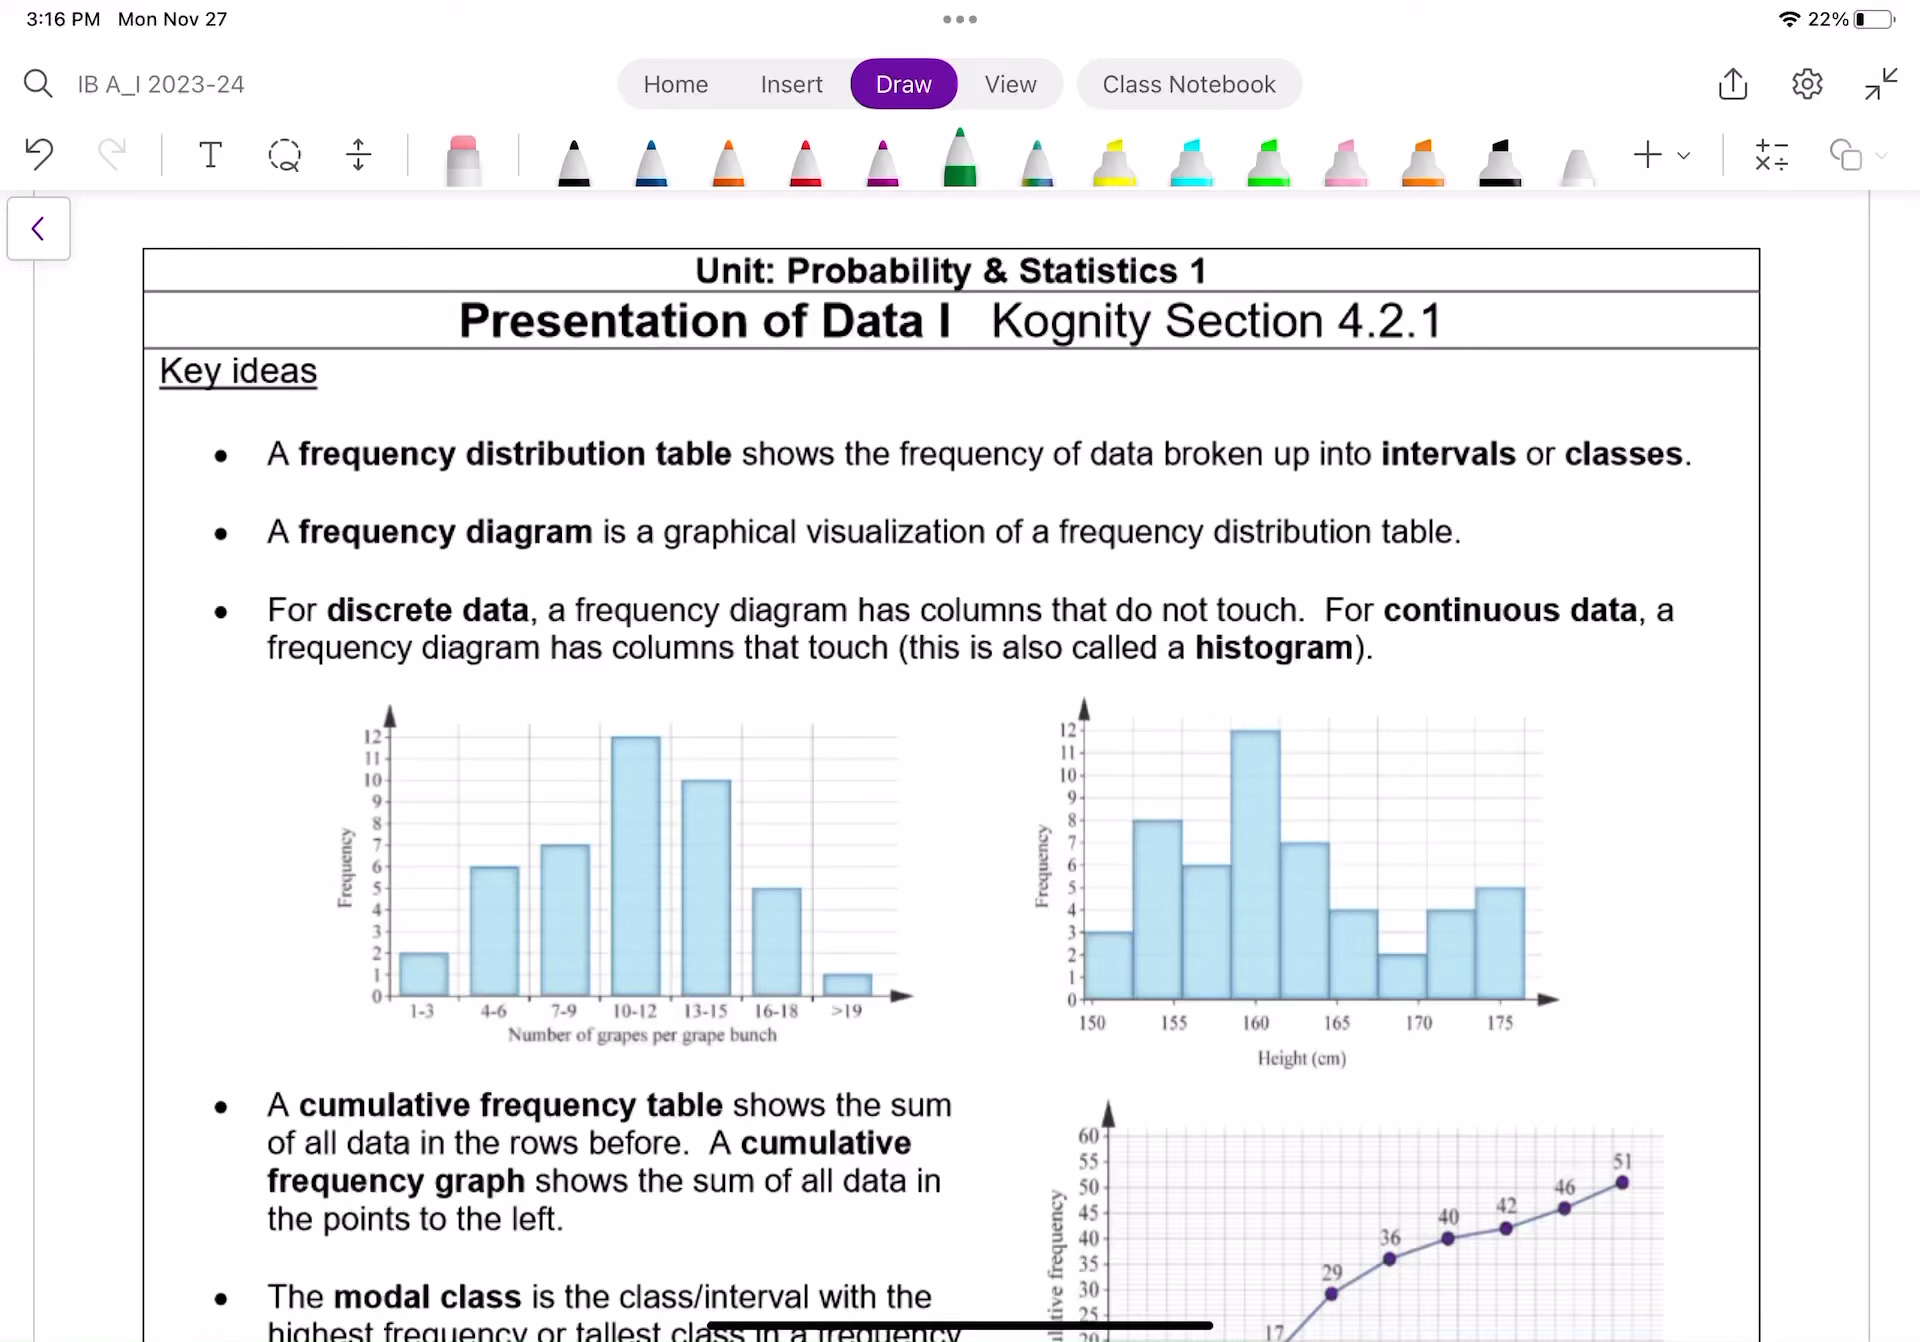 3:16 PM Mon Nov 27
22%
IB A_I 2023-24
Home Insert Draw View Class Notebook
T
Unit: Probability & Statistics 1
Presentation of Data I Kognity Section 4.2.1
Key ideas
• A frequency distribution table shows the frequency of data broken up into intervals or classes.
• A frequency diagram is a graphical visualization of a frequency distribution table.
• For discrete data, a frequency diagram has columns that do not touch. For continuous data, a
frequency diagram has columns that touch (this is also called a histogram).
Frequency
12
11
10
9
8
7
6
5
4
3
2
1
0
1-3 4-6 7-9 10-12 13-15 16-18 >19
Number of grapes per grape bunch
Frequency
12
11
10
9
8
7
6
5
4
3
2
1
0
150 155 160 165 170 175
Height (cm)
• A cumulative frequency table shows the sum
of all data in the rows before. A cumulative
frequency graph shows the sum of all data in
the points to the left.
• The modal class is the class/interval with the
highest frequency or tallest class in a frequency
frequency
60
55
50
45
40
35
30
25
20
17 29 36 40 42 46 51